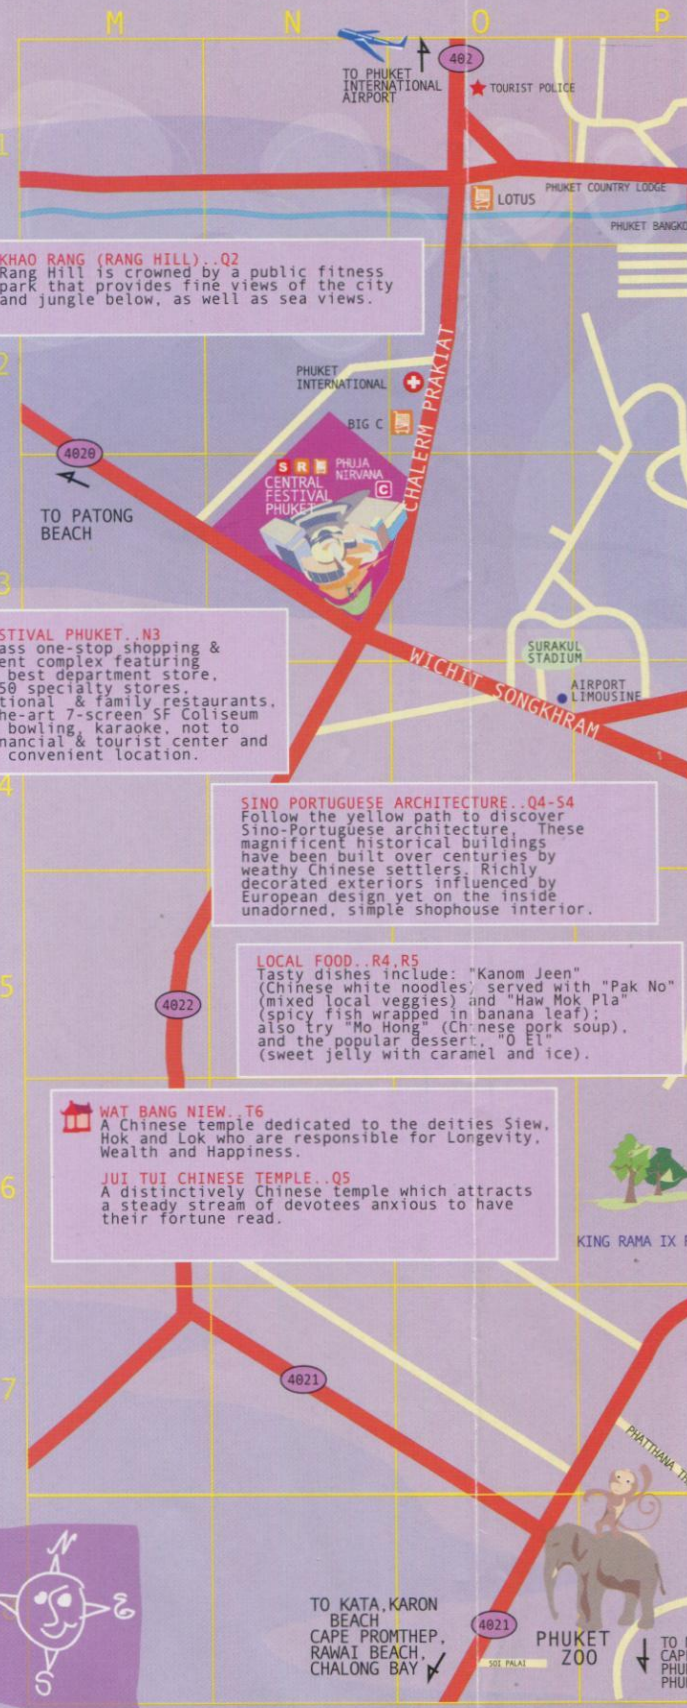 M N O P
TO PHUKET
INTERNATIONAL
AIRPORT
402
TOURIST POLICE
1
PHUKET COUNTRY LODGE
LOTUS
PHUKET
KHAO RANG (RANG HILL)..Q2
Rang Hill is crowned by a public fitness
park that provides fine views of the city
and jungle below, as well as sea views.
2
PHUKET
INTERNATIONAL
CHALERM PRAKIAT
BIG C
4020
TO PATONG
BEACH
S R
PHUJA
NIRVANA
C
CENTRAL
FESTIVAL
PHUKET
3
STIVAL PHUKET..N3
ass one-stop shopping &
ent complex featuring
best department store,
50 specialty stores,
tional & family restaurants,
he-art 7-screen SF Coliseum
bowling, karaoke, not to
nancial & tourist center and
convenient location.
SURAKUL
STADIUM
WICHIT SONGKHRAM
AIRPORT
LIMOUSINE
4
SINO PORTUGUESE ARCHITECTURE..Q4-S4
Follow the yellow path to discover
Sino-Portuguese architecture. These
magnificent historical buildings
have been built over centuries by
weathy Chinese settlers. Richly
decorated exteriors influenced by
European design yet on the inside
unadorned, simple shophouse interior.
LOCAL FOOD..R4,R5
Tasty dishes include: "Kanom Jeen"
(Chinese white noodles, served with "Pak No"
(mixed local veggies) and "Haw Mok Pla"
(spicy fish wrapped in banana leaf);
also try "Mo Hong" (Chinese pork soup),
and the popular dessert, "O El"
(sweet jelly with caramel and ice).
5
4022
WAT BANG NIEW..T6
A Chinese temple dedicated to the deities Siew,
Hok and Lok who are responsible for Longevity,
Wealth and Happiness.
JUI TUI CHINESE TEMPLE..Q5
A distinctively Chinese temple which attracts
a steady stream of devotees anxious to have
their fortune read.
6
KING RAMA IX
7
4021
PHATTHANA
N
E
S
TO KATA,KARON
BEACH
CAPE PROMTHEP,
RAWAI BEACH,
CHALONG BAY
4021
SOI PALAI
PHUKET
ZOO
TO
CAP
PHU
PHU